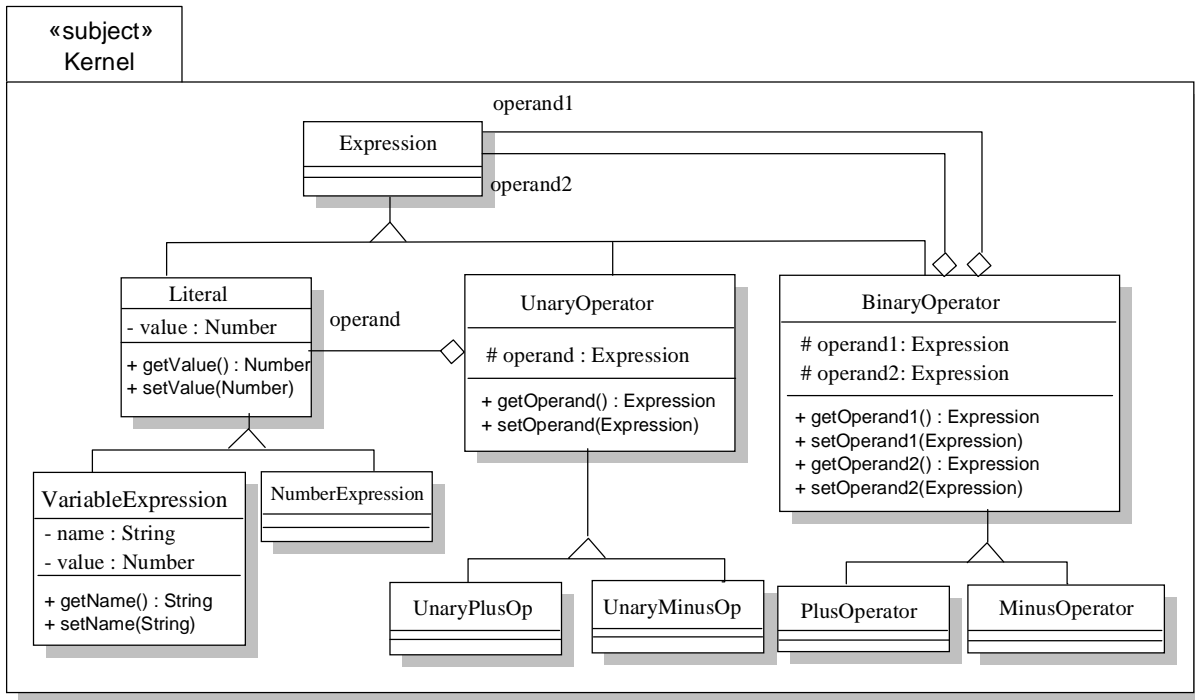 «subject»
Kernel
operand1
Expression
operand2
Literal
- value : Number
+ getValue() : Number
+ setValue(Number)
operand
UnaryOperator
# operand : Expression
+ getOperand() : Expression
+ setOperand(Expression)
BinaryOperator
# operand1: Expression
# operand2: Expression
+ getOperand1() : Expression
+ setOperand1(Expression)
+ getOperand2() : Expression
+ setOperand2(Expression)
VariableExpression
- name : String
- value : Number
+ getName() : String
+ setName(String)
NumberExpression
UnaryPlusOp
UnaryMinusOp
PlusOperator
MinusOperator